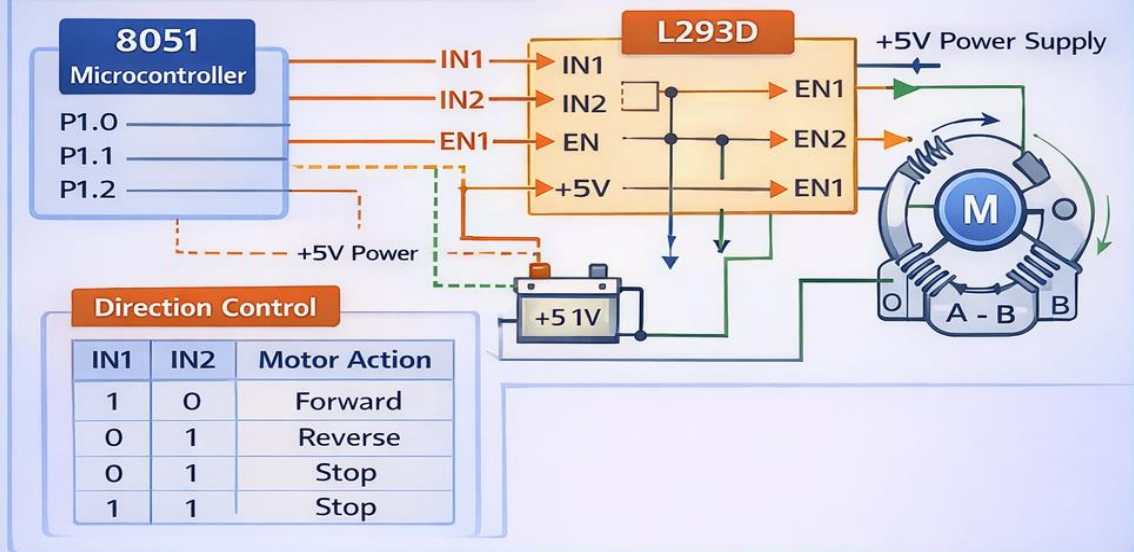 8051
Microcontroller
P1.0
P1.1
P1.2
IN1
IN2
EN1
L293D
IN1
IN2
EN
+5V
EN1
EN2
EN1
+5V Power Supply
M
O
A - B
B
+5V Power
+5 1V
Direction Control
IN1 IN2 Motor Action
1 0 Forward
0 1 Reverse
0 1 Stop
1 1 Stop